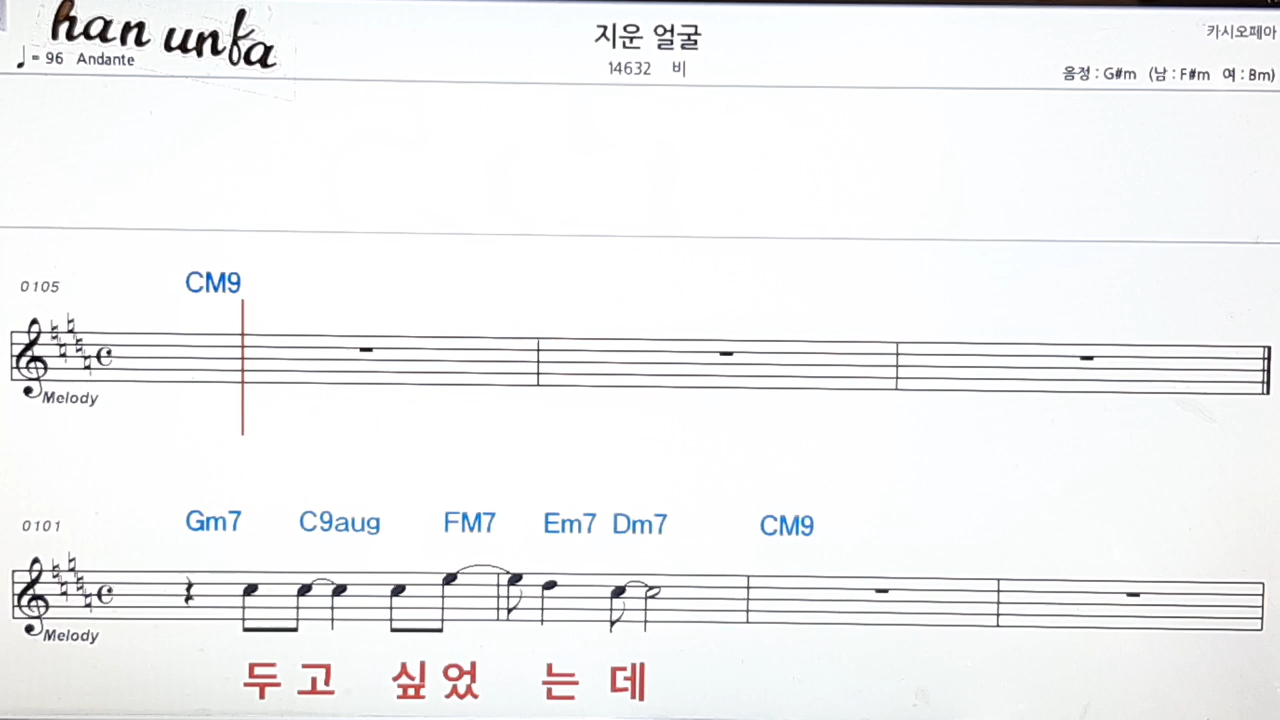 han unfa
지운 얼굴
카시오페아
♩= 96 Andante
14632 비
음정 : G#m (남 : F#m 여 : Bm)
0105
CM9
Melody
0101
Gm7 C9aug FM7 Em7 Dm7 CM9
Melody
두 고 싶 었 는 데